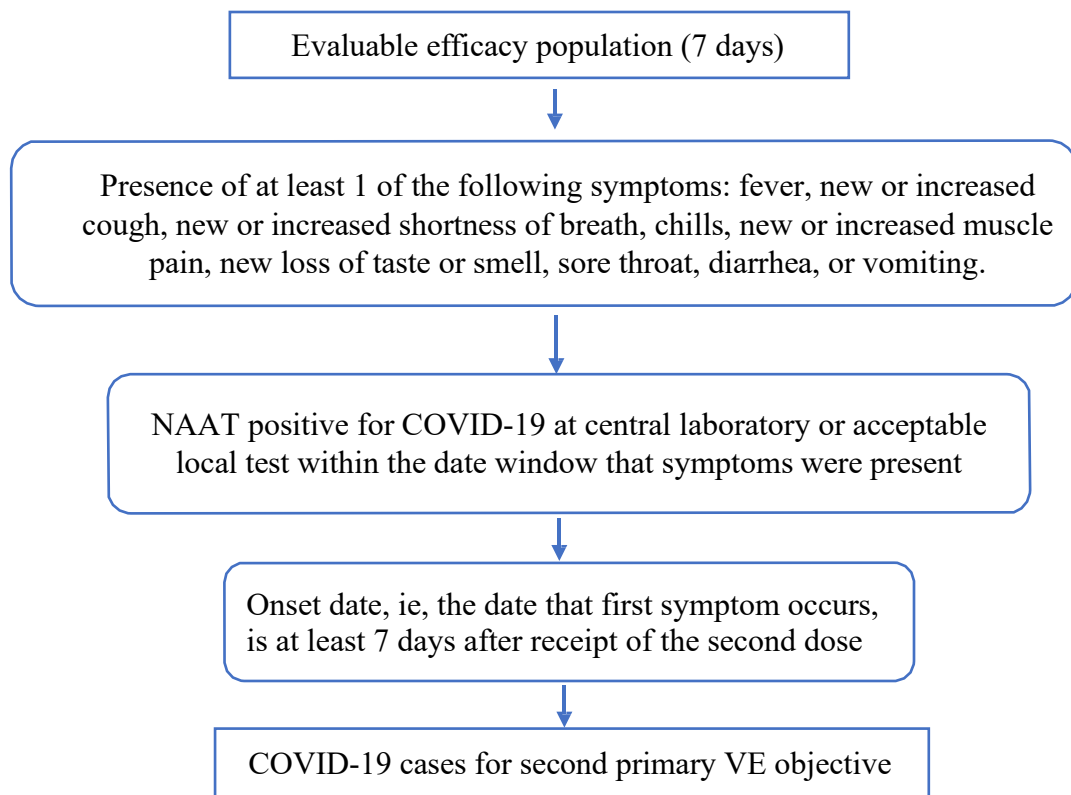 Evaluable efficacy population (7 days)
Presence of at least 1 of the following symptoms: fever, new or increased
cough, new or increased shortness of breath, chills, new or increased muscle
pain, new loss of taste or smell, sore throat, diarrhea, or vomiting.
NAAT positive for COVID-19 at central laboratory or acceptable
local test within the date window that symptoms were present
Onset date, ie, the date that first symptom occurs,
is at least 7 days after receipt of the second dose
COVID-19 cases for second primary VE objective